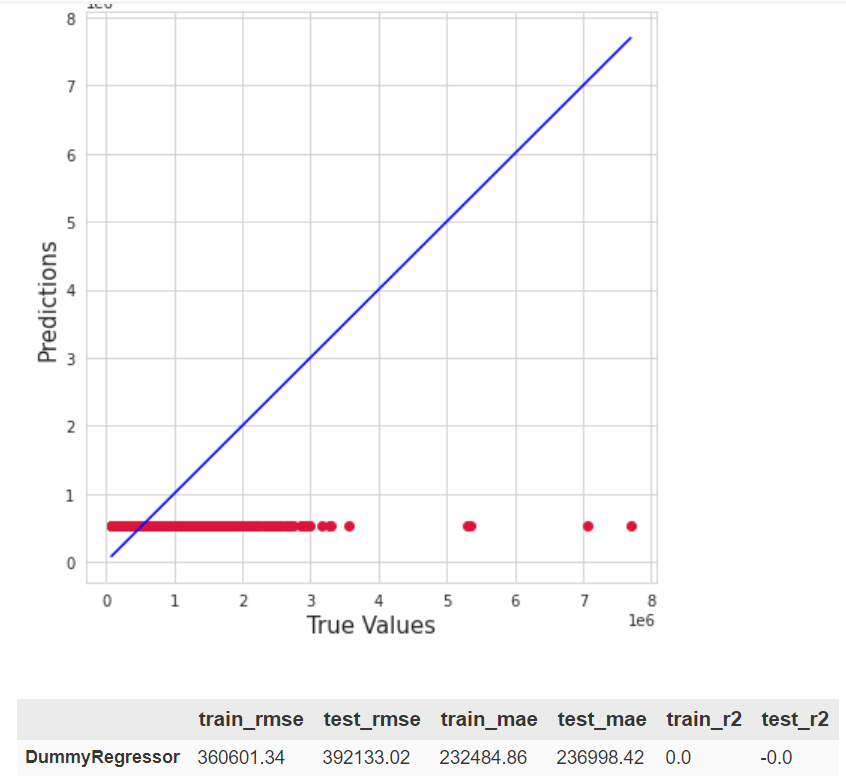 8
7
6
5
4
3
2
1
0
Predictions
0 1 2 3 4 5 6 7 8
1e6
True Values
train_rmse test_rmse train_mae test_mae train_r2 test_r2
DummyRegressor 360601.34 392133.02 232484.86 236998.42 0.0 -0.0